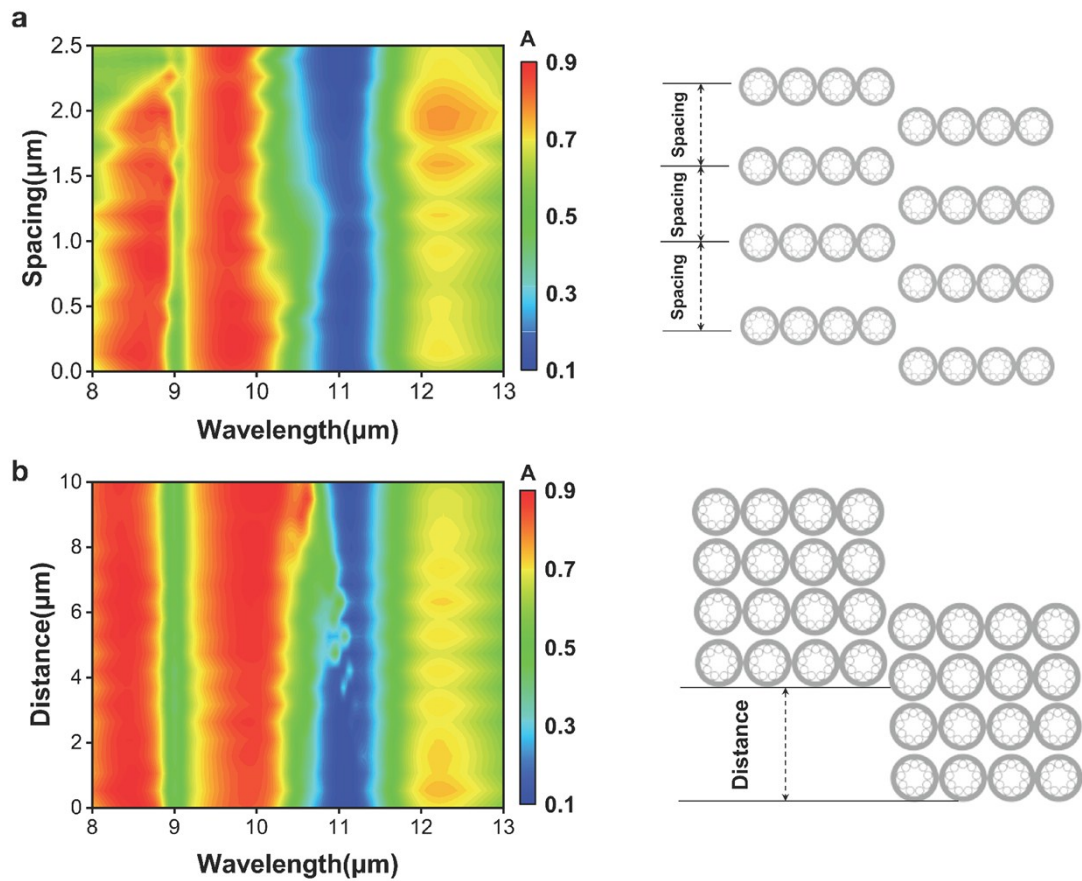 a
A
2.5
2.0
1.5
1.0
0.5
0.0
Spacing(μm)
8 9 10 11 12 13
Wavelength(μm)
0.9
0.7
0.5
0.3
0.1
Spacing
Spacing
Spacing
b
A
10
8
6
4
2
0
Distance(μm)
8 9 10 11 12 13
Wavelength(μm)
0.9
0.7
0.5
0.3
0.1
Distance